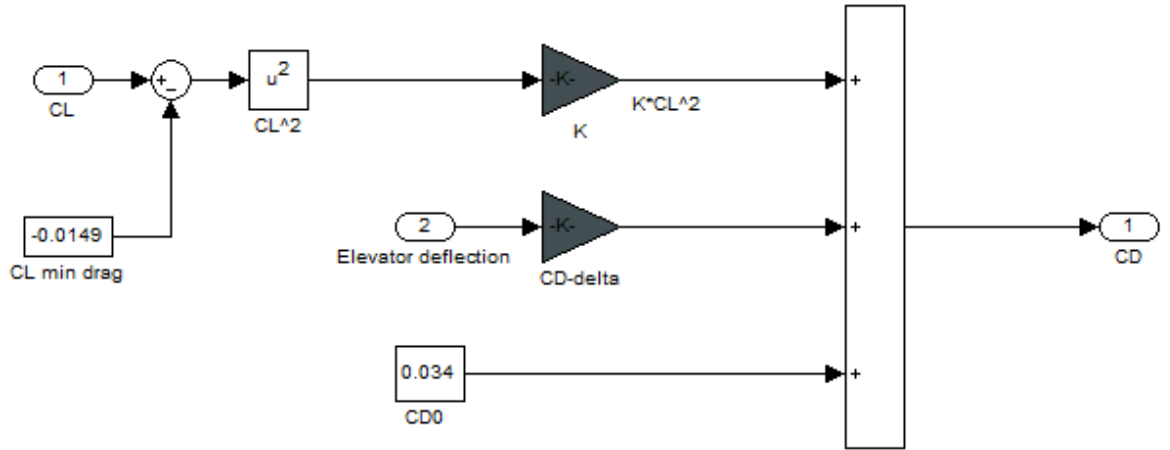 1
CL
+
−
u²
CL^2
-K-
K
K*CL^2
+
-0.0149
CL min drag
2
Elevator deflection
-K-
CD-delta
+
0.034
CD0
+
1
CD